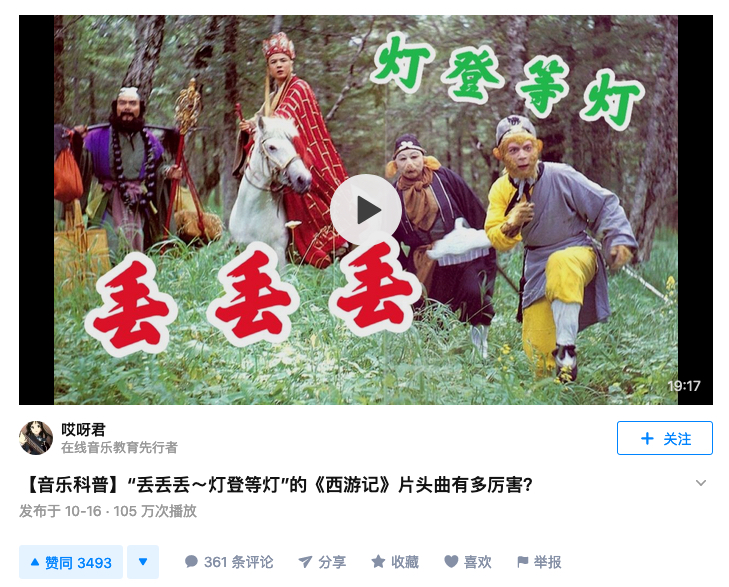 灯登等灯
丢丢丢
19:17
哎呀君
在线音乐教育先行者
+ 关注
【音乐科普】“丢丢丢～灯登等灯”的《西游记》片头曲有多厉害?
发布于 10-16 · 105 万次播放
赞同 3493
361 条评论 分享 收藏 喜欢 举报